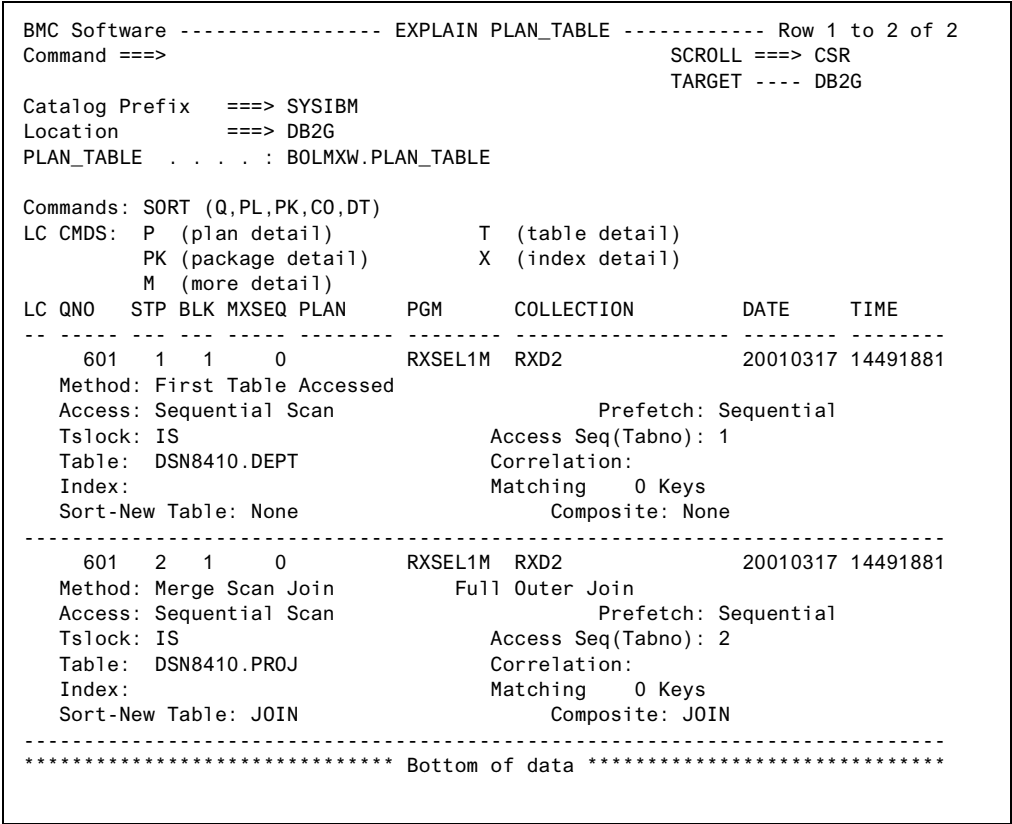 BMC Software ----------------- EXPLAIN PLAN_TABLE ------------ Row 1 to 2 of 2
Command ===>                                          SCROLL ===> CSR
                                                      TARGET ---- DB2G
Catalog Prefix   ===> SYSIBM
Location         ===> DB2G
PLAN_TABLE  . . . . : BOLMXW.PLAN_TABLE
Commands: SORT (Q,PL,PK,CO,DT)
LC CMDS:  P  (plan detail)            T  (table detail)
          PK (package detail)         X  (index detail)
          M  (more detail)
LC QNO   STP BLK MXSEQ PLAN     PGM      COLLECTION         DATE     TIME
-- ----- --- --- ----- -------- -------- ------------------ -------- --------
     601   1   1     0          RXSEL1M  RXD2               20010317 14491881
   Method: First Table Accessed
   Access: Sequential Scan                      Prefetch: Sequential
   Tslock: IS                          Access Seq(Tabno): 1
   Table:  DSN8410.DEPT                Correlation:
   Index:                              Matching    0 Keys
   Sort-New Table: None                     Composite: None
-----------------------------------------------------------------------------
     601   2   1     0          RXSEL1M  RXD2               20010317 14491881
   Method: Merge Scan Join          Full Outer Join
   Access: Sequential Scan                      Prefetch: Sequential
   Tslock: IS                          Access Seq(Tabno): 2
   Table:  DSN8410.PROJ                Correlation:
   Index:                              Matching    0 Keys
   Sort-New Table: JOIN                     Composite: JOIN
-----------------------------------------------------------------------------
******************************* Bottom of data ******************************